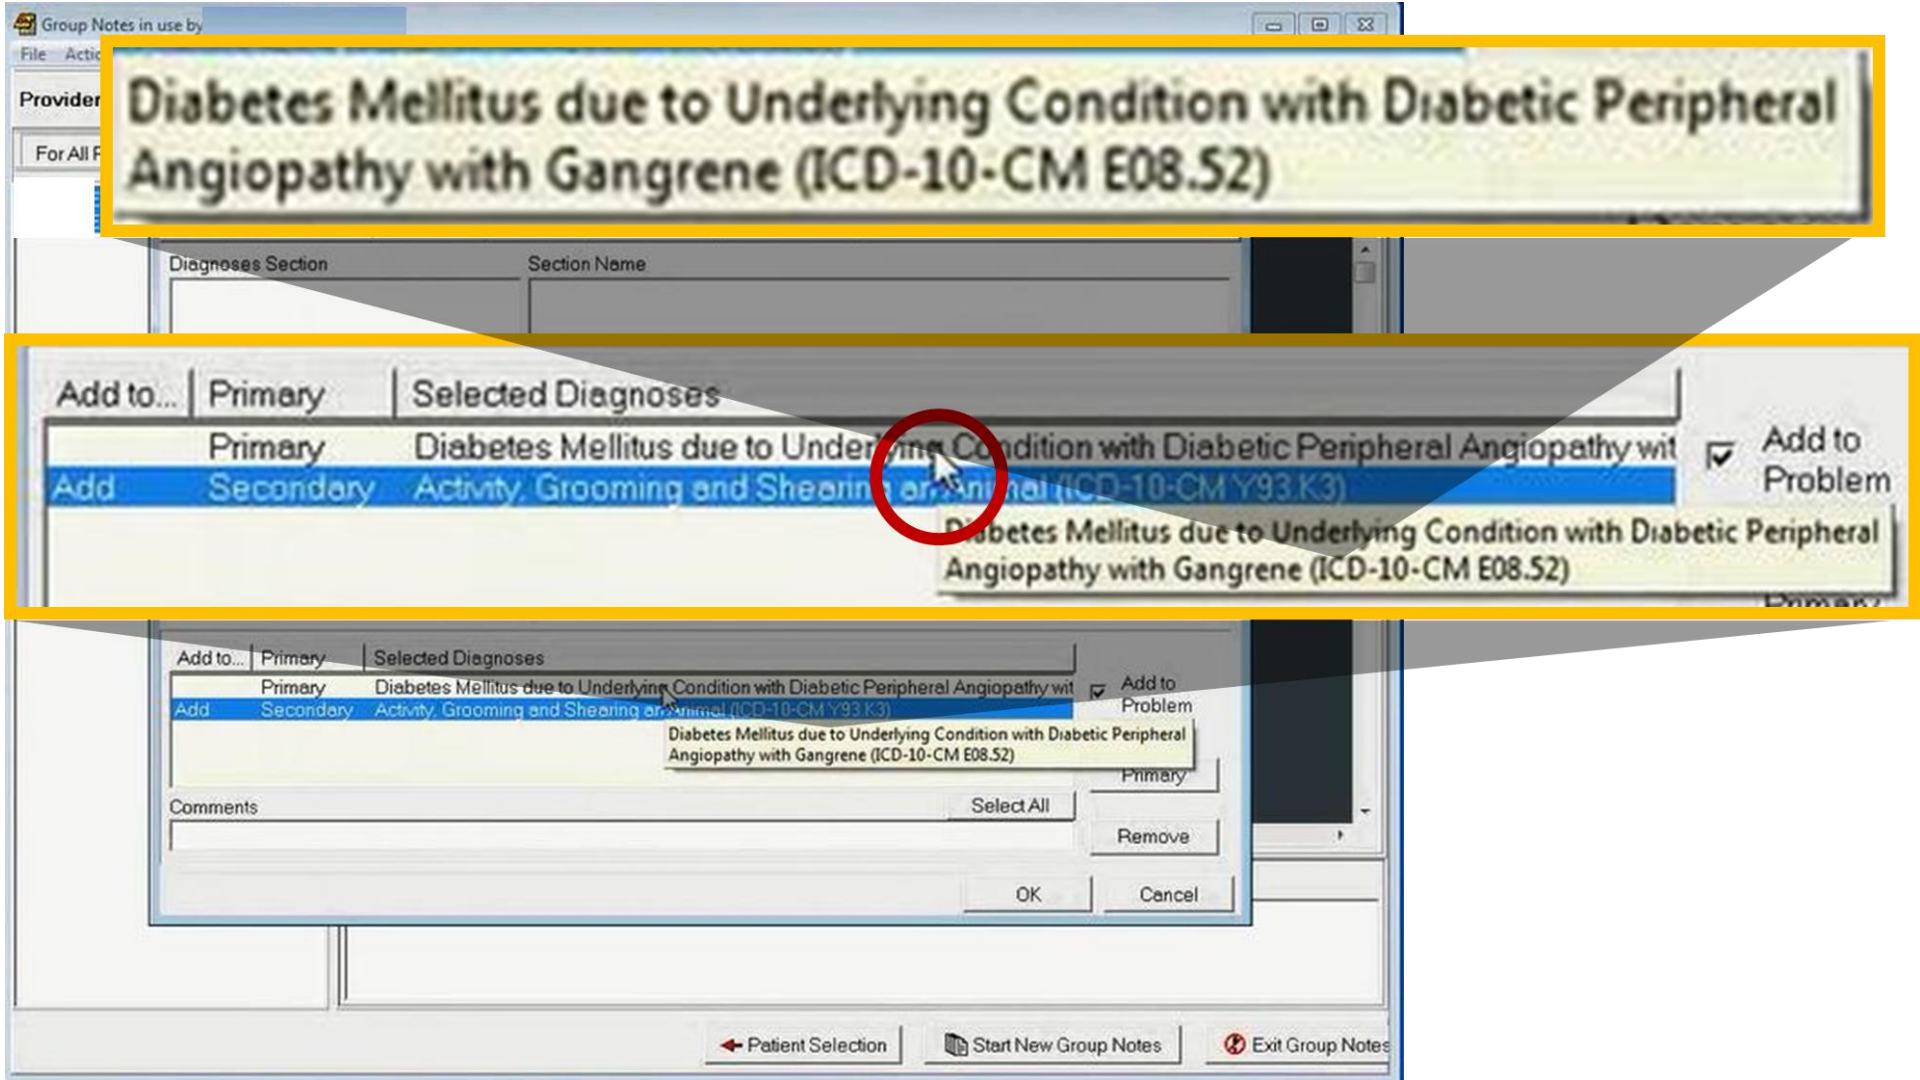 Group Notes in use by
File Actio
Provider
For All F
Diabetes Mellitus due to Underlying Condition with Diabetic Peripheral
Angiopathy with Gangrene (ICD-10-CM E08.52)
Diagnoses Section Section Name
Add to... Primary Selected Diagnoses
Primary Diabetes Mellitus due to Underlying Condition with Diabetic Peripheral Angiopathy wit
Add Secondary Activity, Grooming and Shearing an Animal (ICD-10-CM Y93.K3)
Add to
Problem
Diabetes Mellitus due to Underlying Condition with Diabetic Peripheral
Angiopathy with Gangrene (ICD-10-CM E08.52)
Primary
Add to... Primary Selected Diagnoses
Primary Diabetes Mellitus due to Underlying Condition with Diabetic Peripheral Angiopathy wit
Add Secondary Activity, Grooming and Shearing an Animal (ICD-10-CM Y93.K3)
Add to
Problem
Diabetes Mellitus due to Underlying Condition with Diabetic Peripheral
Angiopathy with Gangrene (ICD-10-CM E08.52)
Primary
Comments Select All
Remove
OK Cancel
Patient Selection Start New Group Notes Exit Group Notes